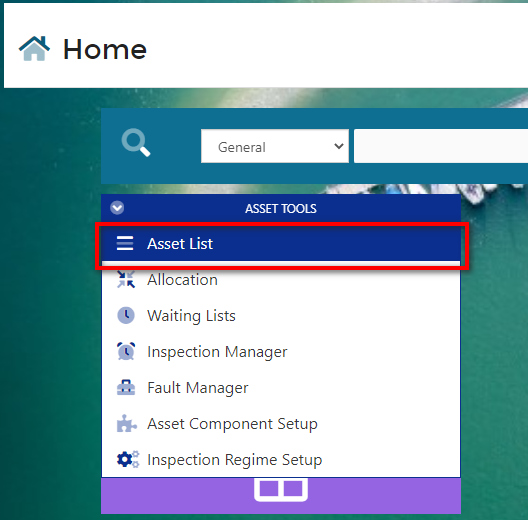 Home
General
ASSET TOOLS
Asset List
Allocation
Waiting Lists
Inspection Manager
Fault Manager
Asset Component Setup
Inspection Regime Setup